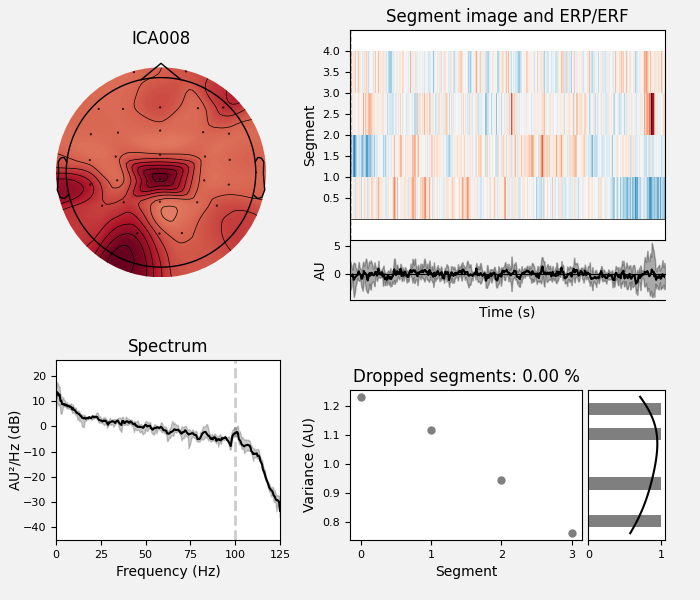 ICA008
Segment image and ERP/ERF
Segment
4.0
3.5
3.0
2.5
2.0
1.5
1.0
0.5
AU
5
0
Time (s)
Spectrum
AU²/Hz (dB)
20
10
0
−10
−20
−30
−40
0 25 50 75 100 125
Frequency (Hz)
Dropped segments: 0.00 %
Variance (AU)
1.2
1.1
1.0
0.9
0.8
0 1 2 3
Segment
0 1